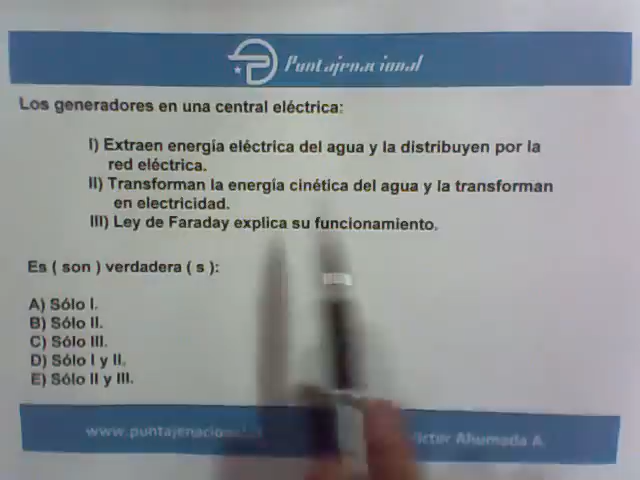 Puntajenacional
Los generadores en una central eléctrica:
I) Extraen energía eléctrica del agua y la distribuyen por la
red eléctrica.
II) Transforman la energía cinética del agua y la transforman
en electricidad.
III) Ley de Faraday explica su funcionamiento.
Es ( son ) verdadera ( s ):
A) Sólo I.
B) Sólo II.
C) Sólo III.
D) Sólo I y II.
E) Sólo II y III.
Ahumada A.